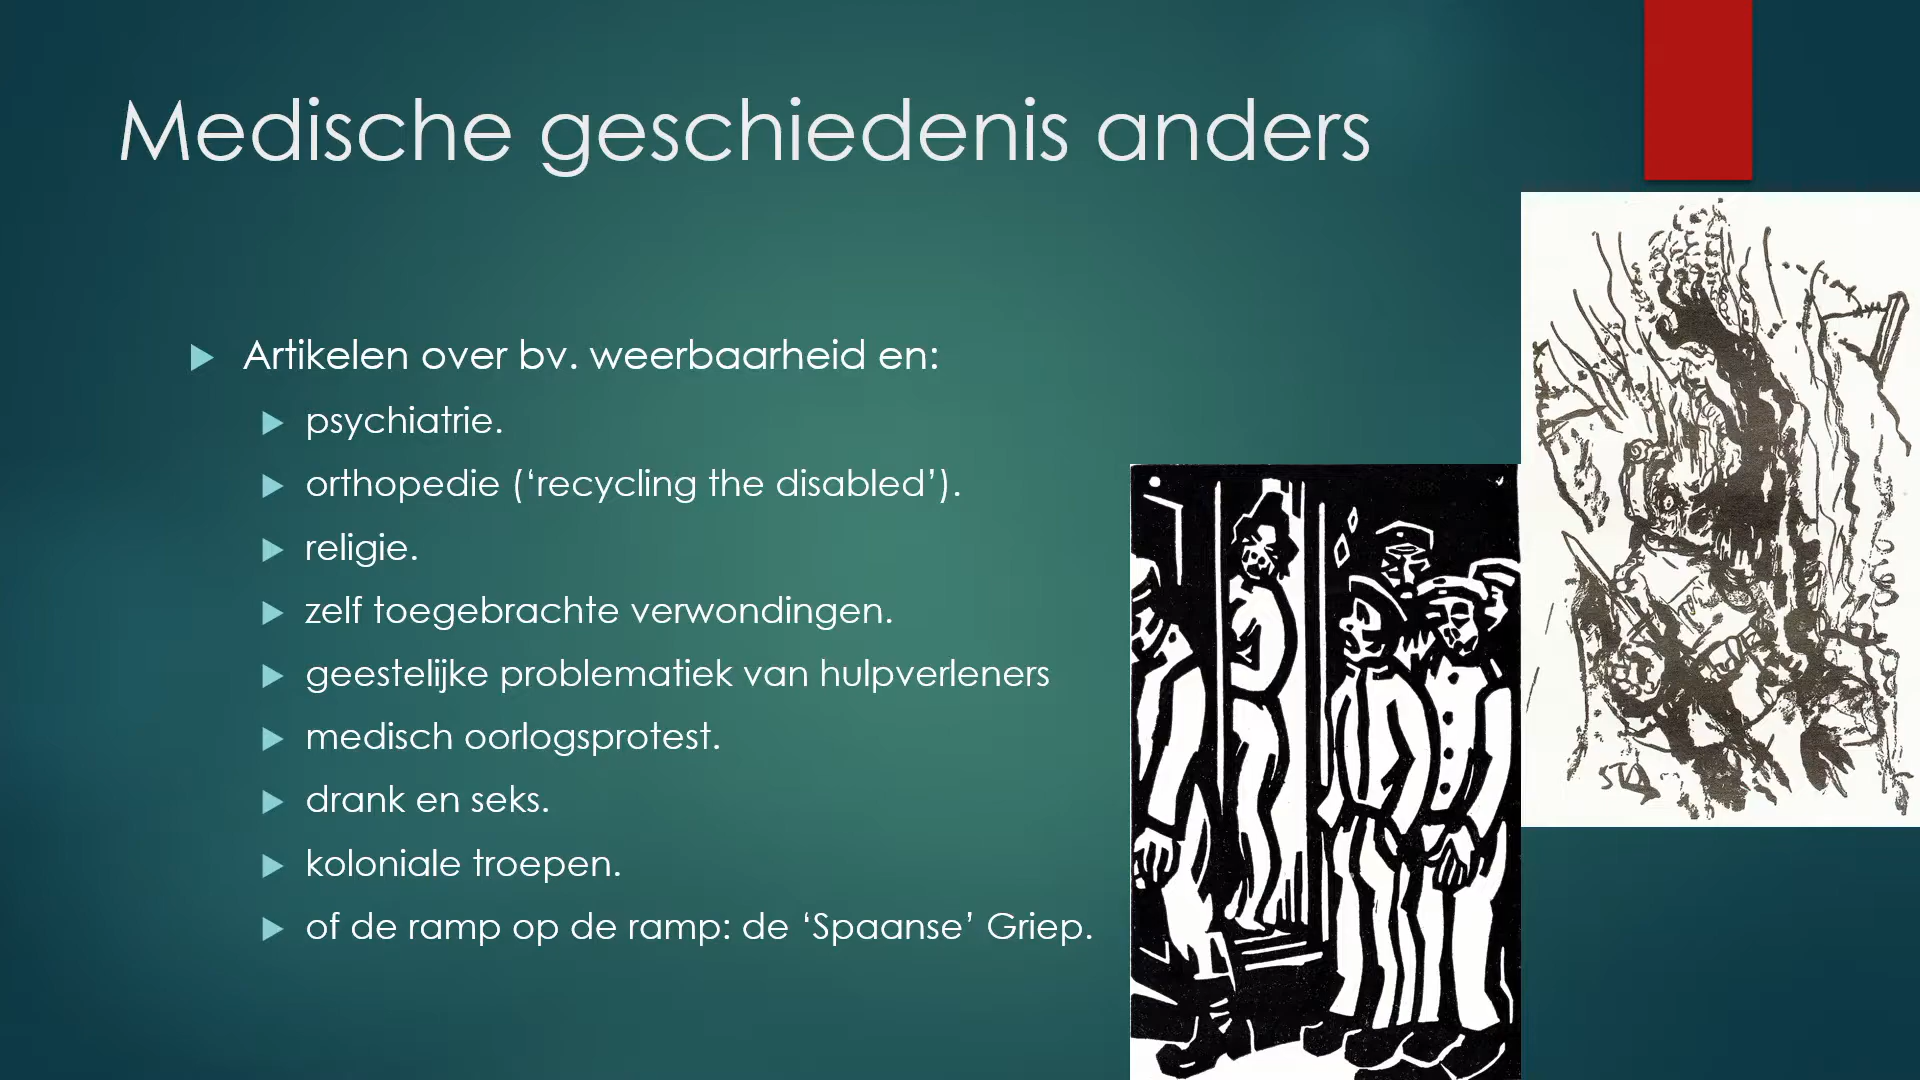 Medische geschiedenis anders
Artikelen over bv. weerbaarheid en:
psychiatrie.
orthopedie (‘recycling the disabled’).
religie.
zelf toegebrachte verwondingen.
geestelijke problematiek van hulpverleners
medisch oorlogsprotest.
drank en seks.
koloniale troepen.
of de ramp op de ramp: de ‘Spaanse’ Griep.